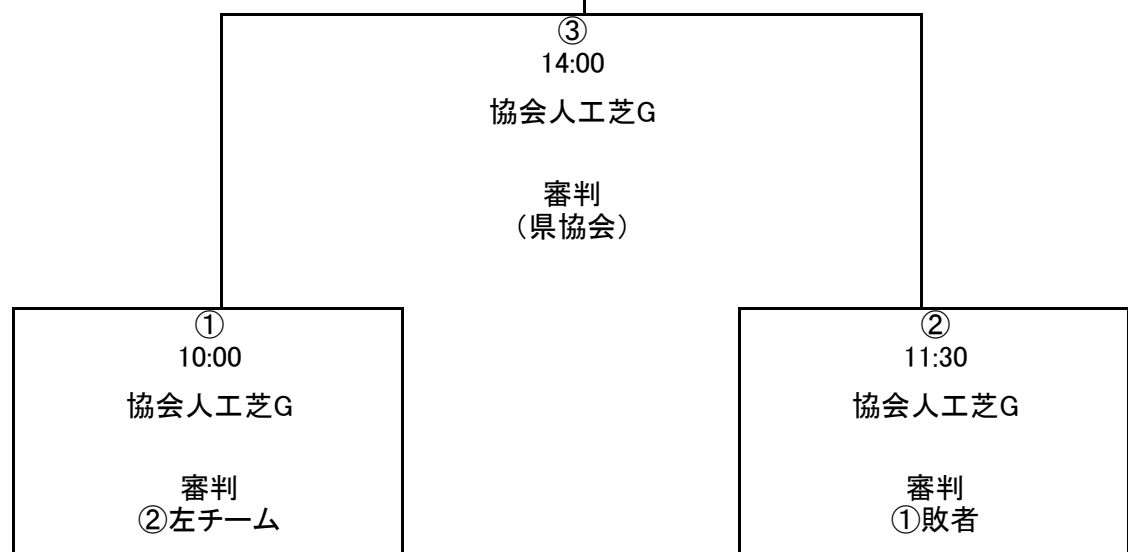 ③
14:00
協会人工芝G
審判
（県協会）
①
10:00
協会人工芝G
審判
②左チーム
②
11:30
協会人工芝G
審判
①敗者